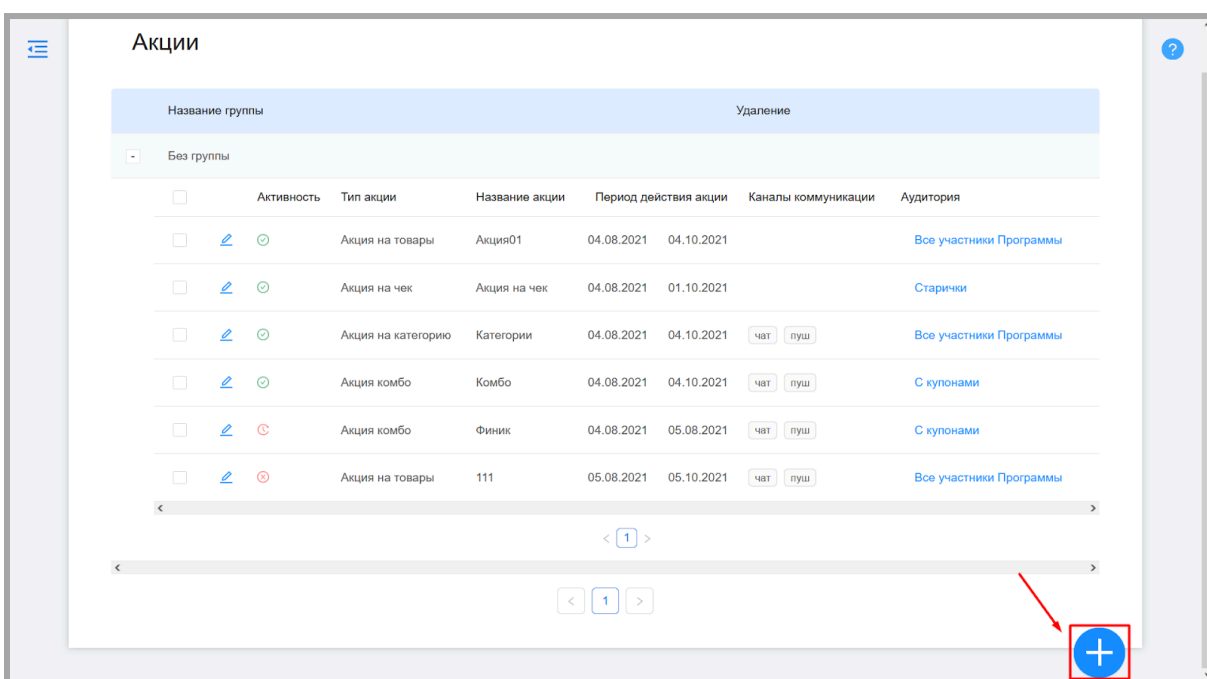 Акции
?
Название группы Удаление
- Без группы
Активность Тип акции Название акции Период действия акции Каналы коммуникации Аудитория
Акция на товары Акция01 04.08.2021 04.10.2021 Все участники Программы
Акция на чек Акция на чек 04.08.2021 01.10.2021 Старички
Акция на категорию Категории 04.08.2021 04.10.2021 чат пуш Все участники Программы
Акция комбо Комбо 04.08.2021 04.10.2021 чат пуш С купонами
Акция комбо Финик 04.08.2021 05.08.2021 чат пуш С купонами
Акция на товары 111 05.08.2021 05.10.2021 чат пуш Все участники Программы
< 1 >
< 1 >
+